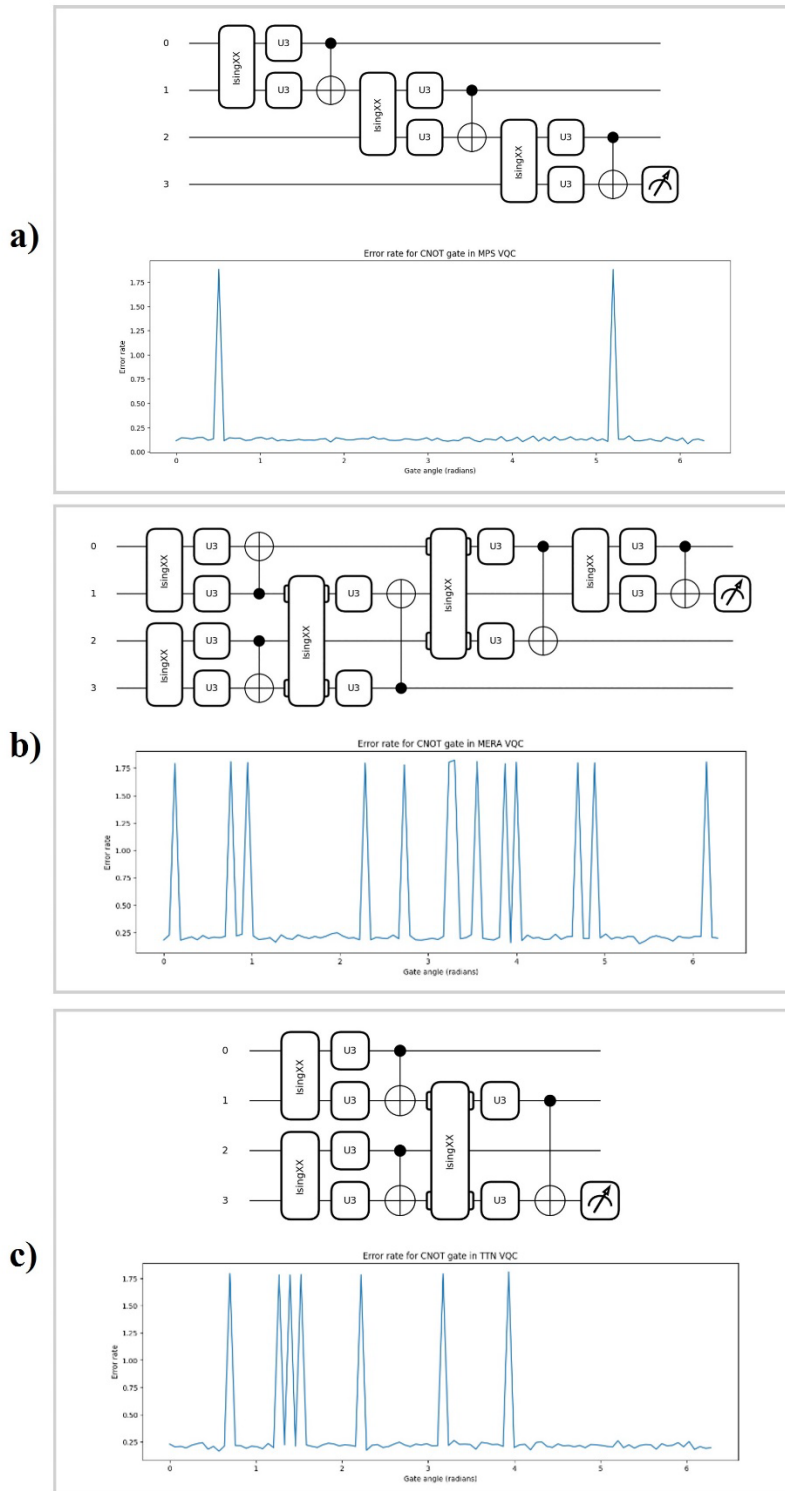 a)
0
1
2
3
IsingXX
U3
U3
IsingXX
U3
U3
IsingXX
U3
U3
Error rate for CNOT gate in MPS VQC
Error rate
1.75
1.50
1.25
1.00
0.75
0.50
0.25
0.00
0 1 2 3 4 5 6
Gate angle (radians)
b)
0
1
2
3
IsingXX
IsingXX
U3
U3
U3
U3
IsingXX
U3
U3
IsingXX
U3
U3
IsingXX
U3
U3
Error rate for CNOT gate in MERA VQC
Error rate
1.75
1.50
1.25
1.00
0.75
0.50
0.25
0 1 2 3 4 5 6
Gate angle (radians)
c)
0
1
2
3
IsingXX
IsingXX
U3
U3
U3
U3
IsingXX
U3
U3
Error rate for CNOT gate in TTN VQC
Error rate
1.75
1.50
1.25
1.00
0.75
0.50
0.25
0 1 2 3 4 5 6
Gate angle (radians)